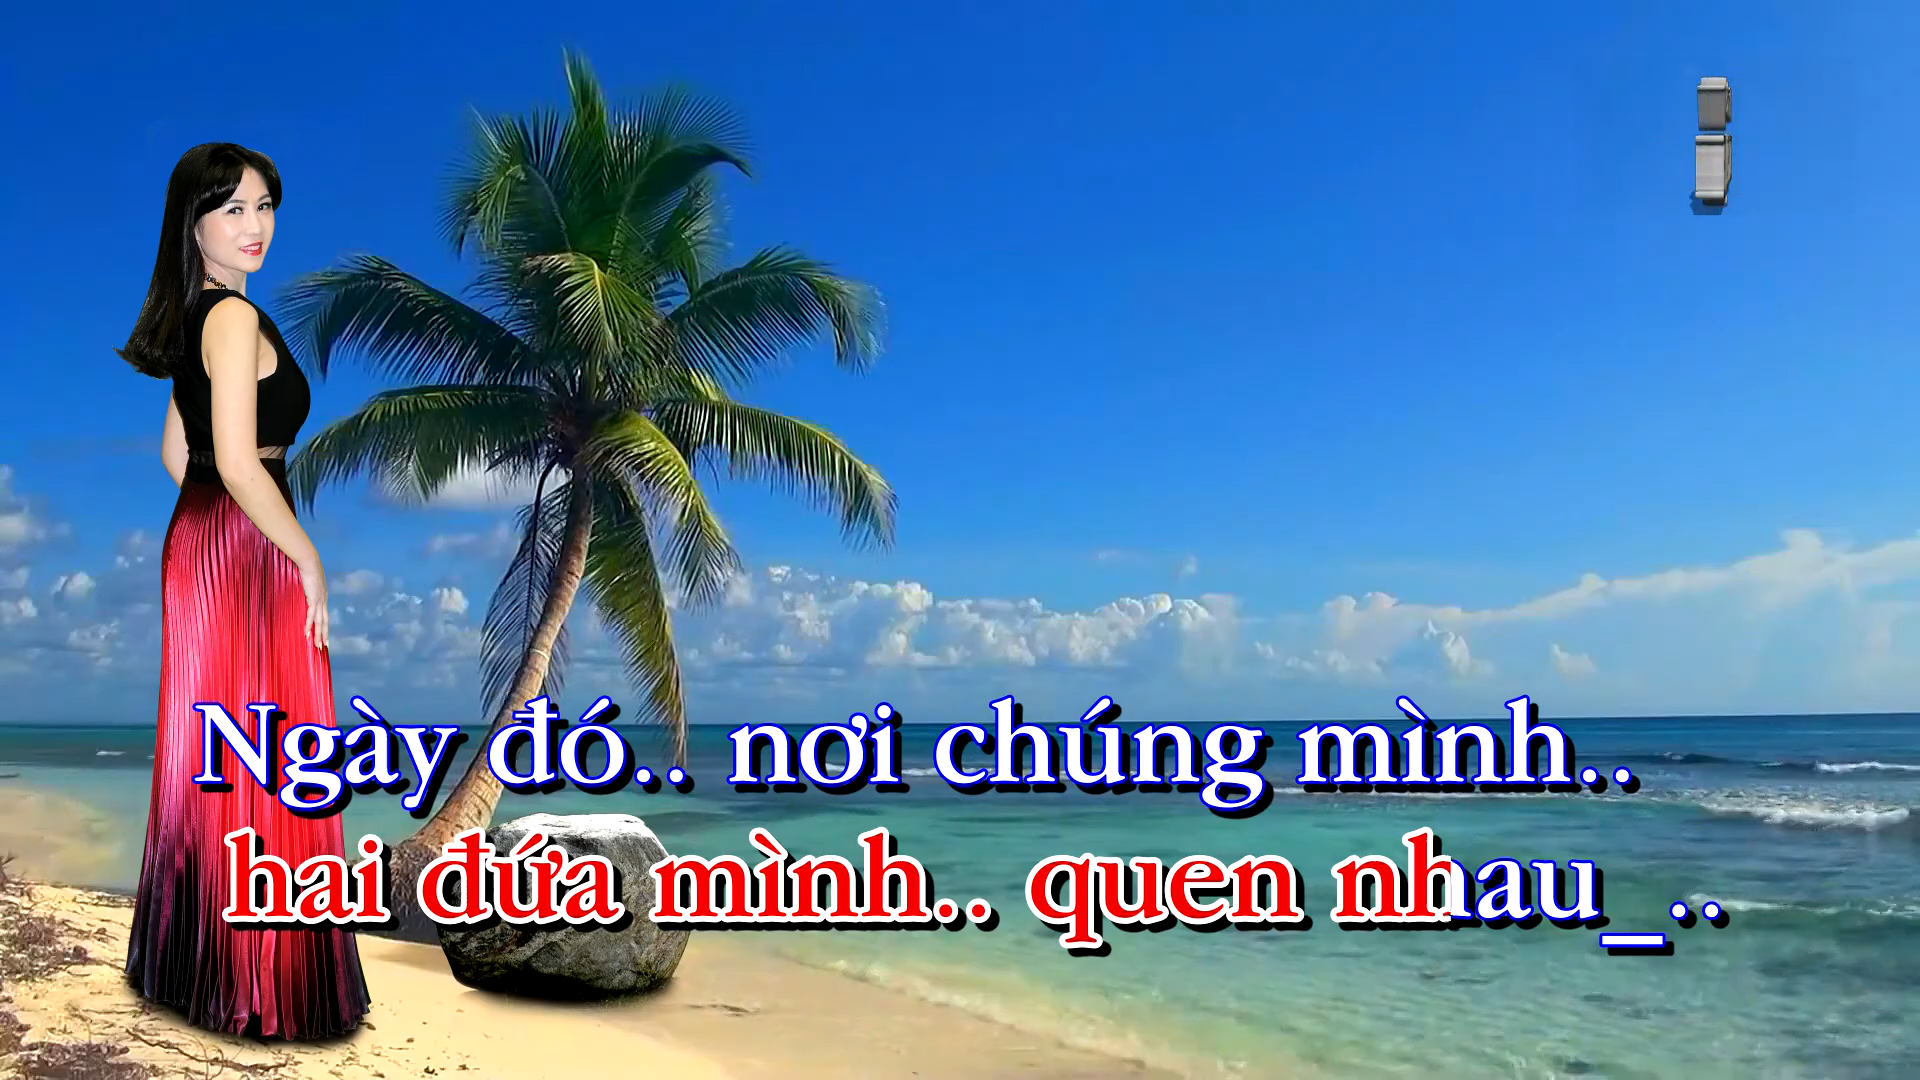 Ngày đó.. nơi chúng mình..
hai đứa mình.. quen nhau_..